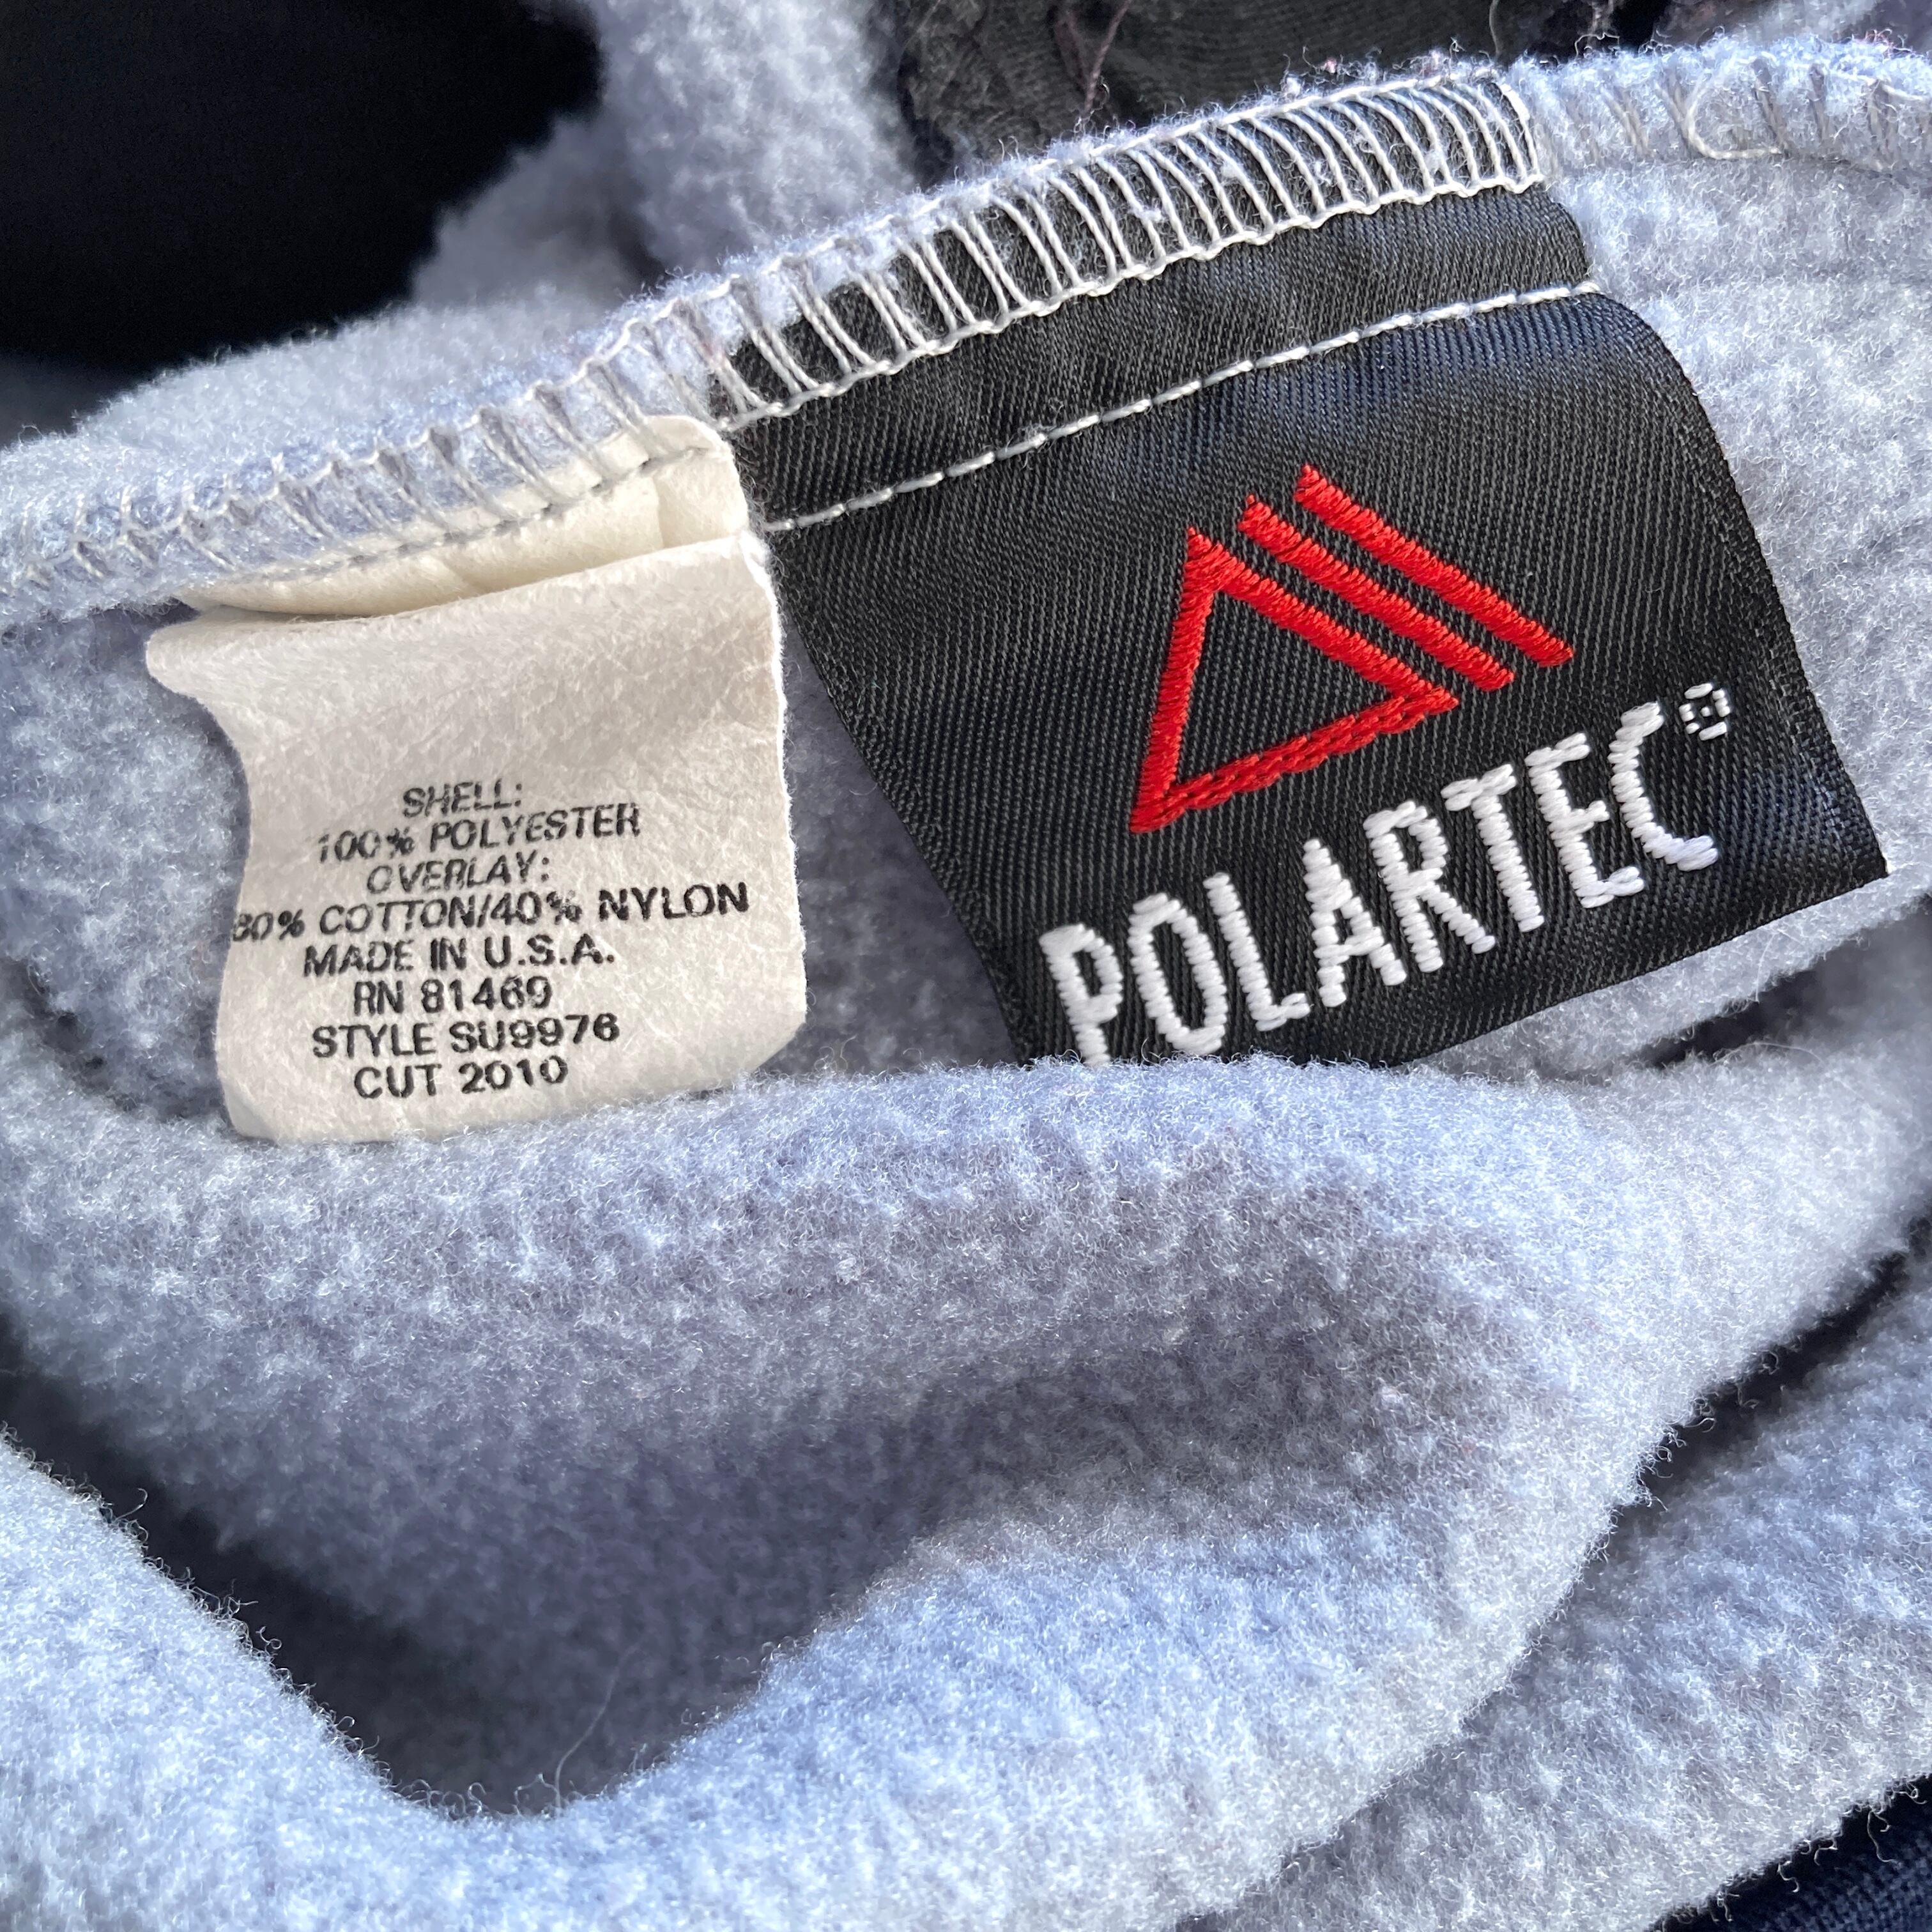 SHELL:
100% POLYESTER
OVERLAY:
60% COTTON/40% NYLON
MADE IN U.S.A.
RN 81469
STYLE SU9976
CUT 2010
POLARTEC®